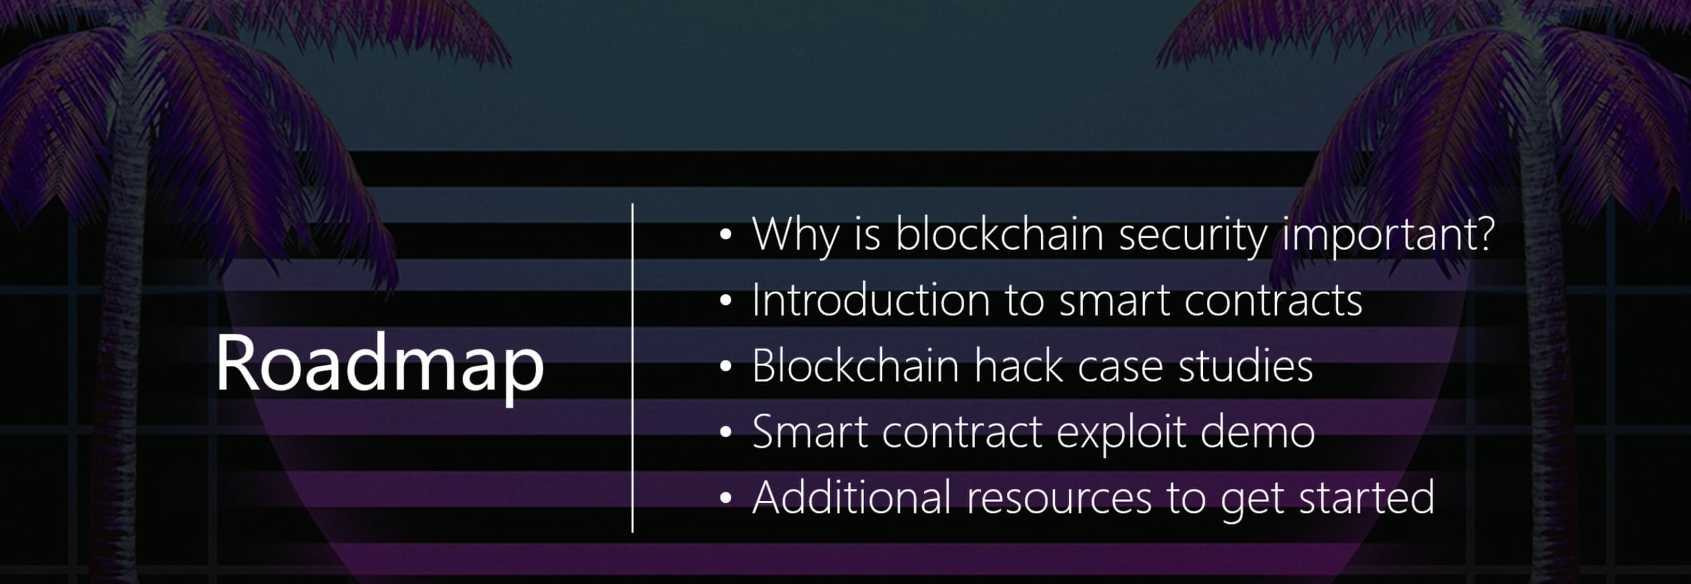 Roadmap
• Why is blockchain security important?
• Introduction to smart contracts
• Blockchain hack case studies
• Smart contract exploit demo
• Additional resources to get started